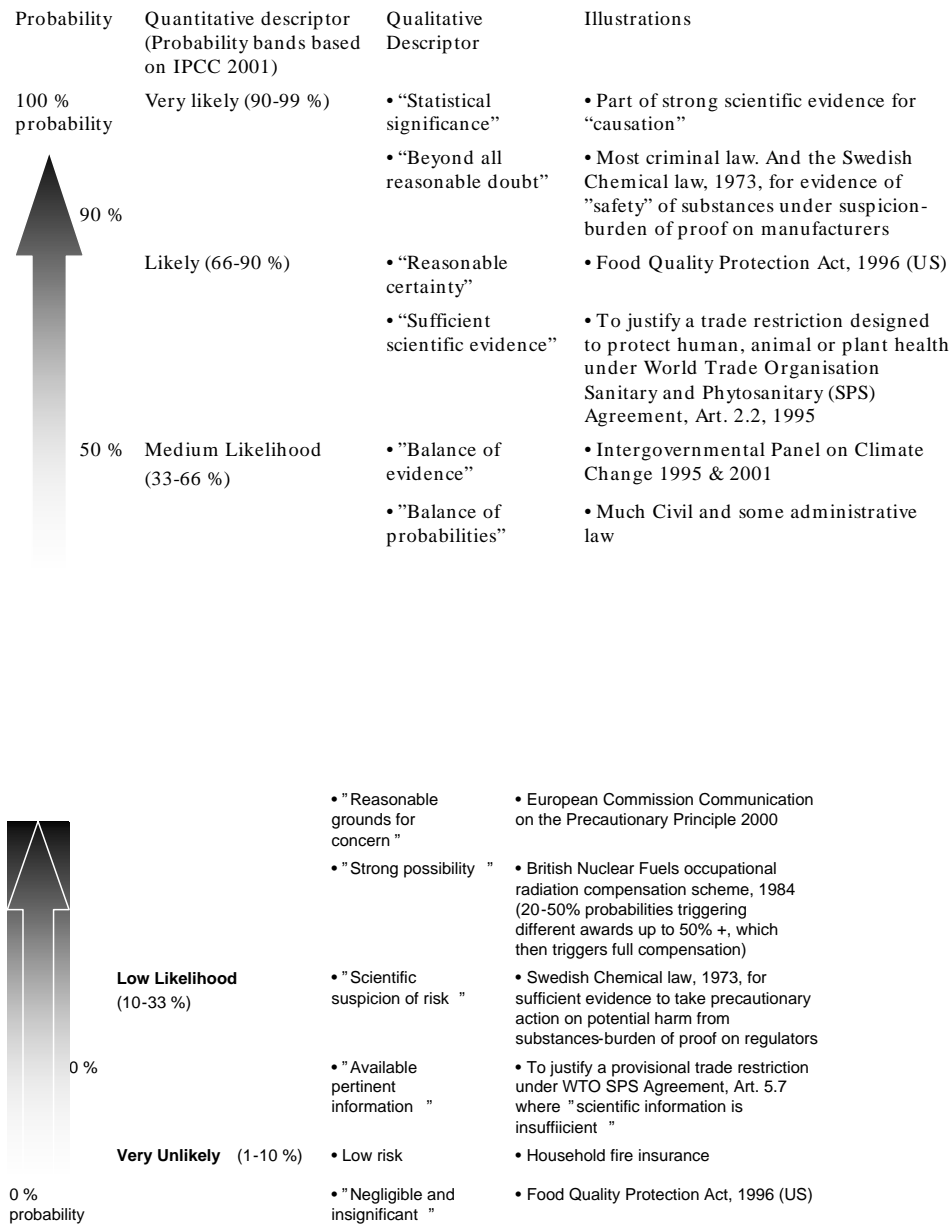 Probability
Quantitative descriptor
(Probability bands based
on IPCC 2001)
Qualitative
Descriptor
Illustrations
100 %
probability
Very likely (90-99 %)
• “Statistical
significance”
• Part of strong scientific evidence for
“causation”
• “Beyond all
reasonable doubt”
• Most criminal law. And the Swedish
Chemical law, 1973, for evidence of
”safety” of substances under suspicion-
burden of proof on manufacturers
90 %
Likely (66-90 %)
• “Reasonable
certainty”
• Food Quality Protection Act, 1996 (US)
• “Sufficient
scientific evidence”
• To justify a trade restriction designed
to protect human, animal or plant health
under World Trade Organisation
Sanitary and Phytosanitary (SPS)
Agreement, Art. 2.2, 1995
50 %
Medium Likelihood
(33-66 %)
• ”Balance of
evidence”
• Intergovernmental Panel on Climate
Change 1995 & 2001
• ”Balance of
probabilities”
• Much Civil and some administrative
law
• ” Reasonable
grounds for
concern ”
• European Commission Communication
on the Precautionary Principle 2000
• ” Strong possibility ”
• British Nuclear Fuels occupational
radiation compensation scheme, 1984
(20-50% probabilities triggering
different awards up to 50% +, which
then triggers full compensation)
Low Likelihood
(10-33 %)
• ” Scientific
suspicion of risk ”
• Swedish Chemical law, 1973, for
sufficient evidence to take precautionary
action on potential harm from
substances-burden of proof on regulators
0 %
• ” Available
pertinent
information ”
• To justify a provisional trade restriction
under WTO SPS Agreement, Art. 5.7
where ” scientific information is
insuffiicient ”
Very Unlikely (1-10 %)
• Low risk
• Household fire insurance
0 %
probability
• ” Negligible and
insignificant ”
• Food Quality Protection Act, 1996 (US)